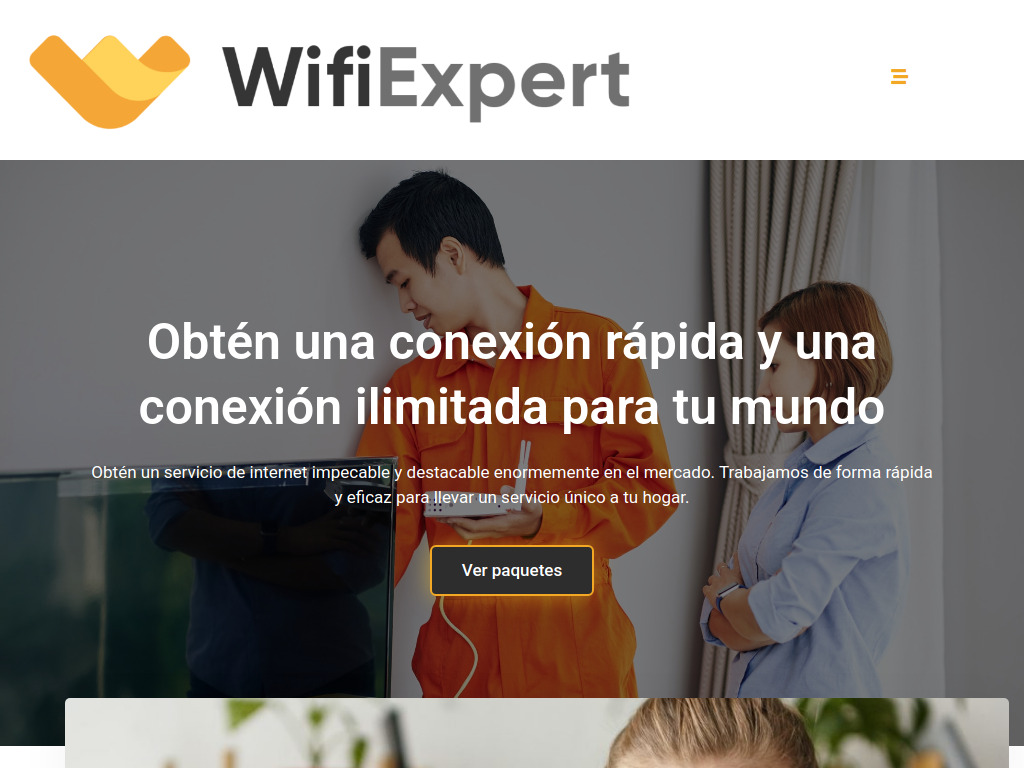 WifiExpert
Obtén una conexión rápida y una
conexión ilimitada para tu mundo
Obtén un servicio de internet impecable y destacable enormemente en el mercado. Trabajamos de forma rápida
y eficaz para llevar un servicio único a tu hogar.
Ver paquetes